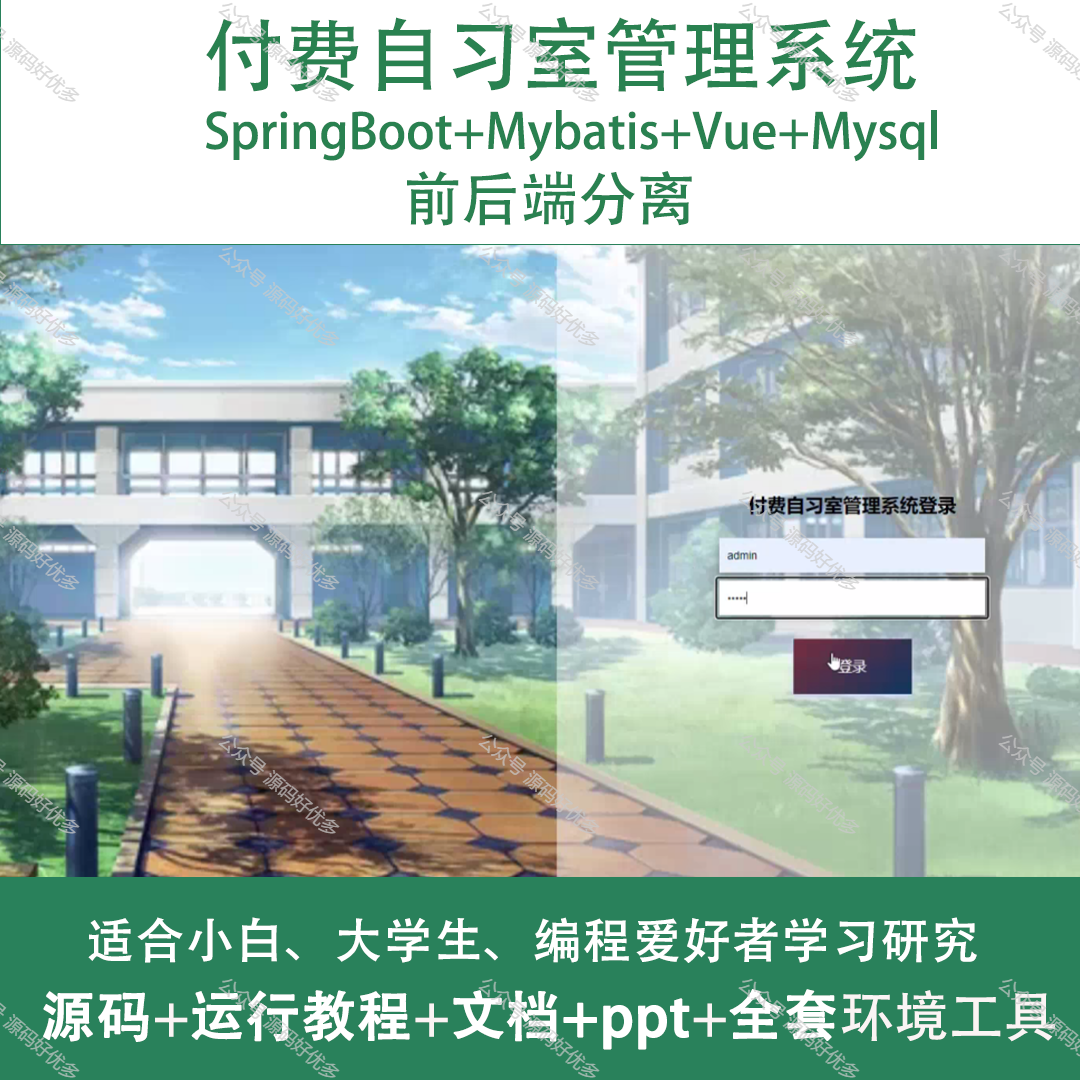 付费自习室管理系统
SpringBoot+Mybatis+Vue+Mysql
前后端分离
付费自习室管理系统登录
admin
登录
适合小白、大学生、编程爱好者学习研究
源码+运行教程+文档+ppt+全套环境工具
公众号 源码好优多